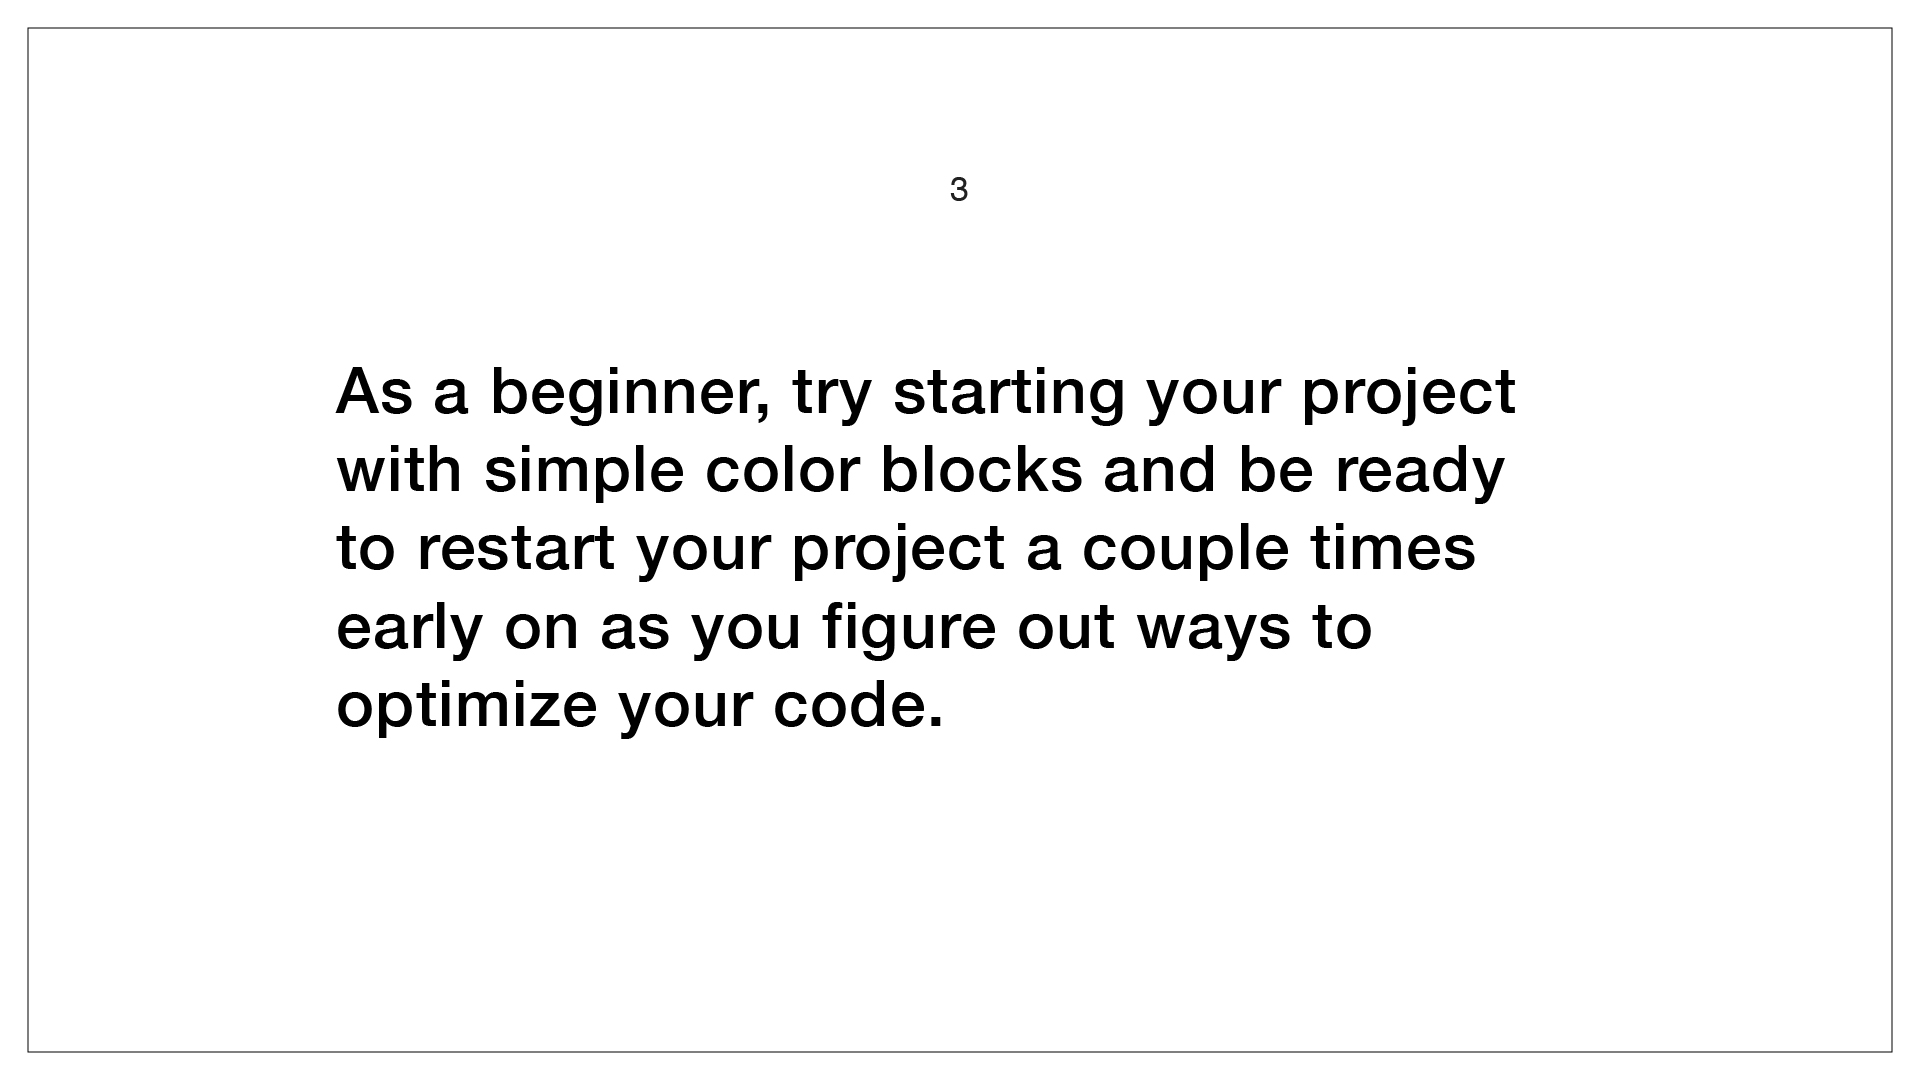 3
As a beginner, try starting your project
with simple color blocks and be ready
to restart your project a couple times
early on as you figure out ways to
optimize your code.